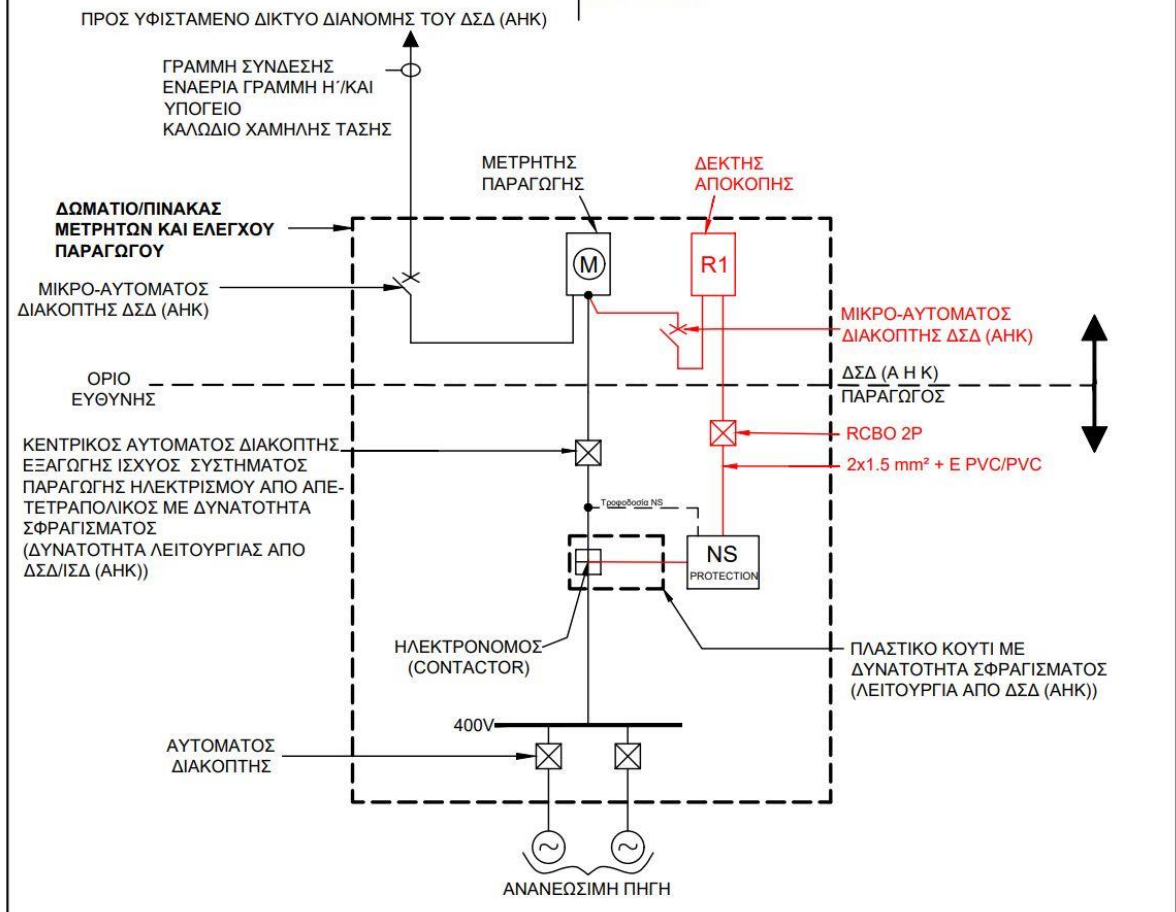 ΠΡΟΣ ΥΦΙΣΤΑΜΕΝΟ ΔΙΚΤΥΟ ΔΙΑΝΟΜΗΣ ΤΟΥ ΔΣΔ (ΑΗΚ)
ΓΡΑΜΜΗ ΣΥΝΔΕΣΗΣ
ΕΝΑΕΡΙΑ ΓΡΑΜΜΗ Η΄/ΚΑΙ
ΥΠΟΓΕΙΟ
ΚΑΛΩΔΙΟ ΧΑΜΗΛΗΣ ΤΑΣΗΣ
ΜΕΤΡΗΤΗΣ
ΠΑΡΑΓΩΓΗΣ
ΔΕΚΤΗΣ
ΑΠΟΚΟΠΗΣ
ΔΩΜΑΤΙΟ/ΠΙΝΑΚΑΣ
ΜΕΤΡΗΤΩΝ ΚΑΙ ΕΛΕΓΧΟΥ
ΠΑΡΑΓΩΓΟΥ
M
R1
ΜΙΚΡΟ-ΑΥΤΟΜΑΤΟΣ
ΔΙΑΚΟΠΤΗΣ ΔΣΔ (ΑΗΚ)
ΜΙΚΡΟ-ΑΥΤΟΜΑΤΟΣ
ΔΙΑΚΟΠΤΗΣ ΔΣΔ (ΑΗΚ)
ΟΡΙΟ
ΕΥΘΥΝΗΣ
ΔΣΔ (Α Η Κ)
ΠΑΡΑΓΩΓΟΣ
ΚΕΝΤΡΙΚΟΣ ΑΥΤΟΜΑΤΟΣ ΔΙΑΚΟΠΤΗΣ
ΕΞΑΓΩΓΗΣ ΙΣΧΥΟΣ ΣΥΣΤΗΜΑΤΟΣ
ΠΑΡΑΓΩΓΗΣ ΗΛΕΚΤΡΙΣΜΟΥ ΑΠΟ ΑΠΕ-
ΤΕΤΡΑΠΟΛΙΚΟΣ ΜΕ ΔΥΝΑΤΟΤΗΤΑ
ΣΦΡΑΓΙΣΜΑΤΟΣ
(ΔΥΝΑΤΟΤΗΤΑ ΛΕΙΤΟΥΡΓΙΑΣ ΑΠΟ
ΔΣΔ/ΙΣΔ (ΑΗΚ))
RCBO 2P
2x1.5 mm² + E PVC/PVC
Τροφοδοσία NS
NS
PROTECTION
ΗΛΕΚΤΡΟΝΟΜΟΣ
(CONTACTOR)
ΠΛΑΣΤΙΚΟ ΚΟΥΤΙ ΜΕ
ΔΥΝΑΤΟΤΗΤΑ ΣΦΡΑΓΙΣΜΑΤΟΣ
(ΛΕΙΤΟΥΡΓΙΑ ΑΠΟ ΔΣΔ (ΑΗΚ))
400V
ΑΥΤΟΜΑΤΟΣ
ΔΙΑΚΟΠΤΗΣ
ΑΝΑΝΕΩΣΙΜΗ ΠΗΓΗ